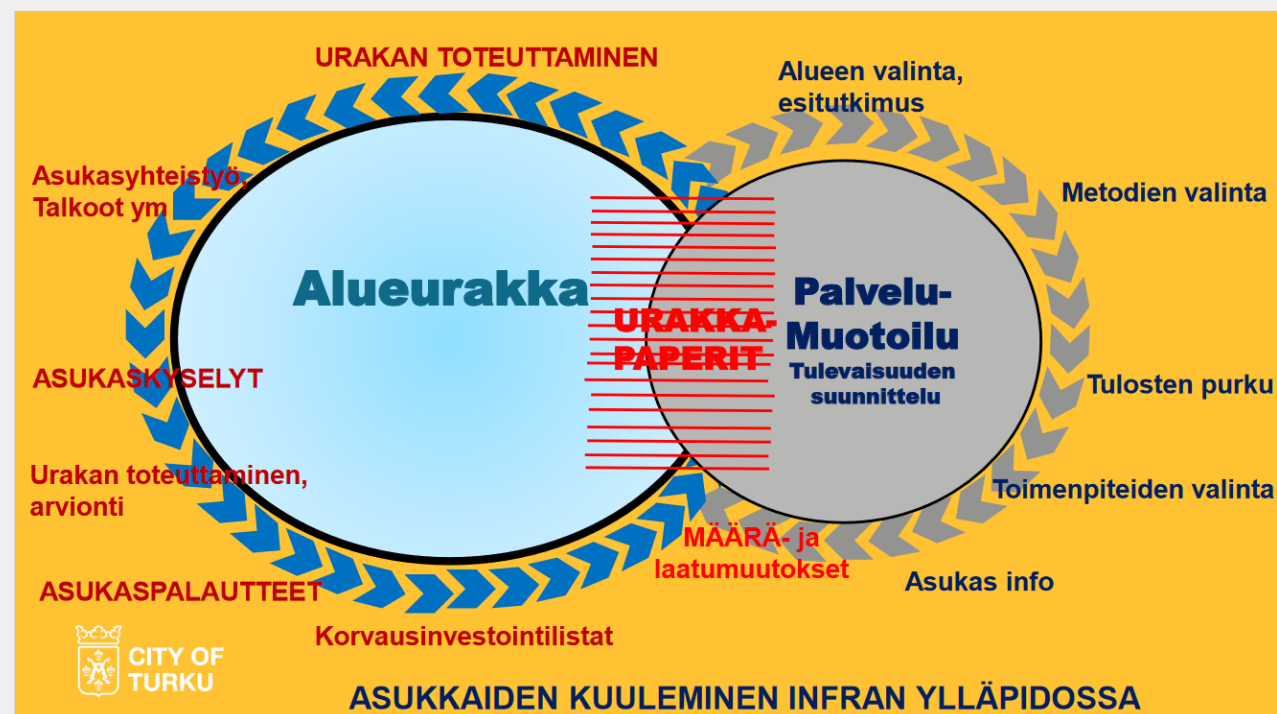 URAKAN TOTEUTTAMINEN
Alueen valinta,
esitutkimus
Asukasyhteistyö,
Talkoot ym
Metodien valinta
Alueurakka
URAKKA-
PAPERIT
Palvelu-
Muotoilu
Tulevaisuuden
suunnittelu
ASUKASKYSELYT
Tulosten purku
Urakan toteuttaminen,
arvionti
Toimenpiteiden valinta
MÄÄRÄ- ja
laatumuutokset
Asukas info
ASUKASPALAUTTEET
Korvausinvestointilistat
CITY OF
TURKU
ASUKKAIDEN KUULEMINEN INFRAN YLLÄPIDOSSA